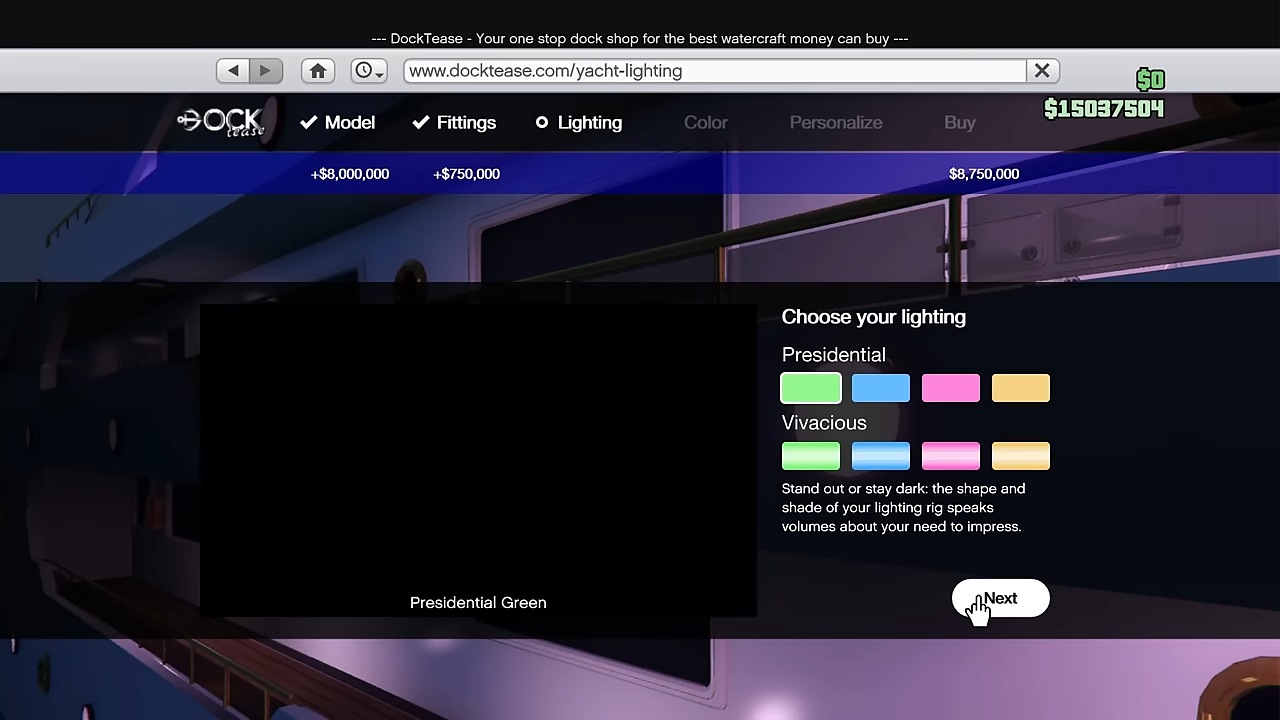 --- DockTease - Your one stop dock shop for the best watercraft money can buy ---
www.docktease.com/yacht-lighting
$0
$15037504
DOCK tease
Model Fittings Lighting Color Personalize Buy
+$8,000,000 +$750,000 $8,750,000
Choose your lighting
Presidential
Vivacious
Stand out or stay dark: the shape and
shade of your lighting rig speaks
volumes about your need to impress.
Next
Presidential Green